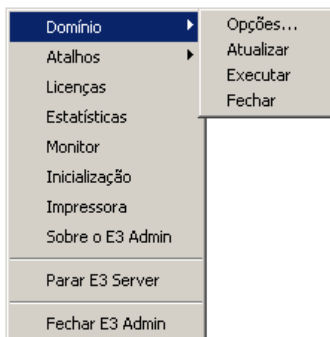 Domínio
Atalhos
Licenças
Estatísticas
Monitor
Inicialização
Impressora
Sobre o E3 Admin
Parar E3 Server
Fechar E3 Admin
Opções...
Atualizar
Executar
Fechar